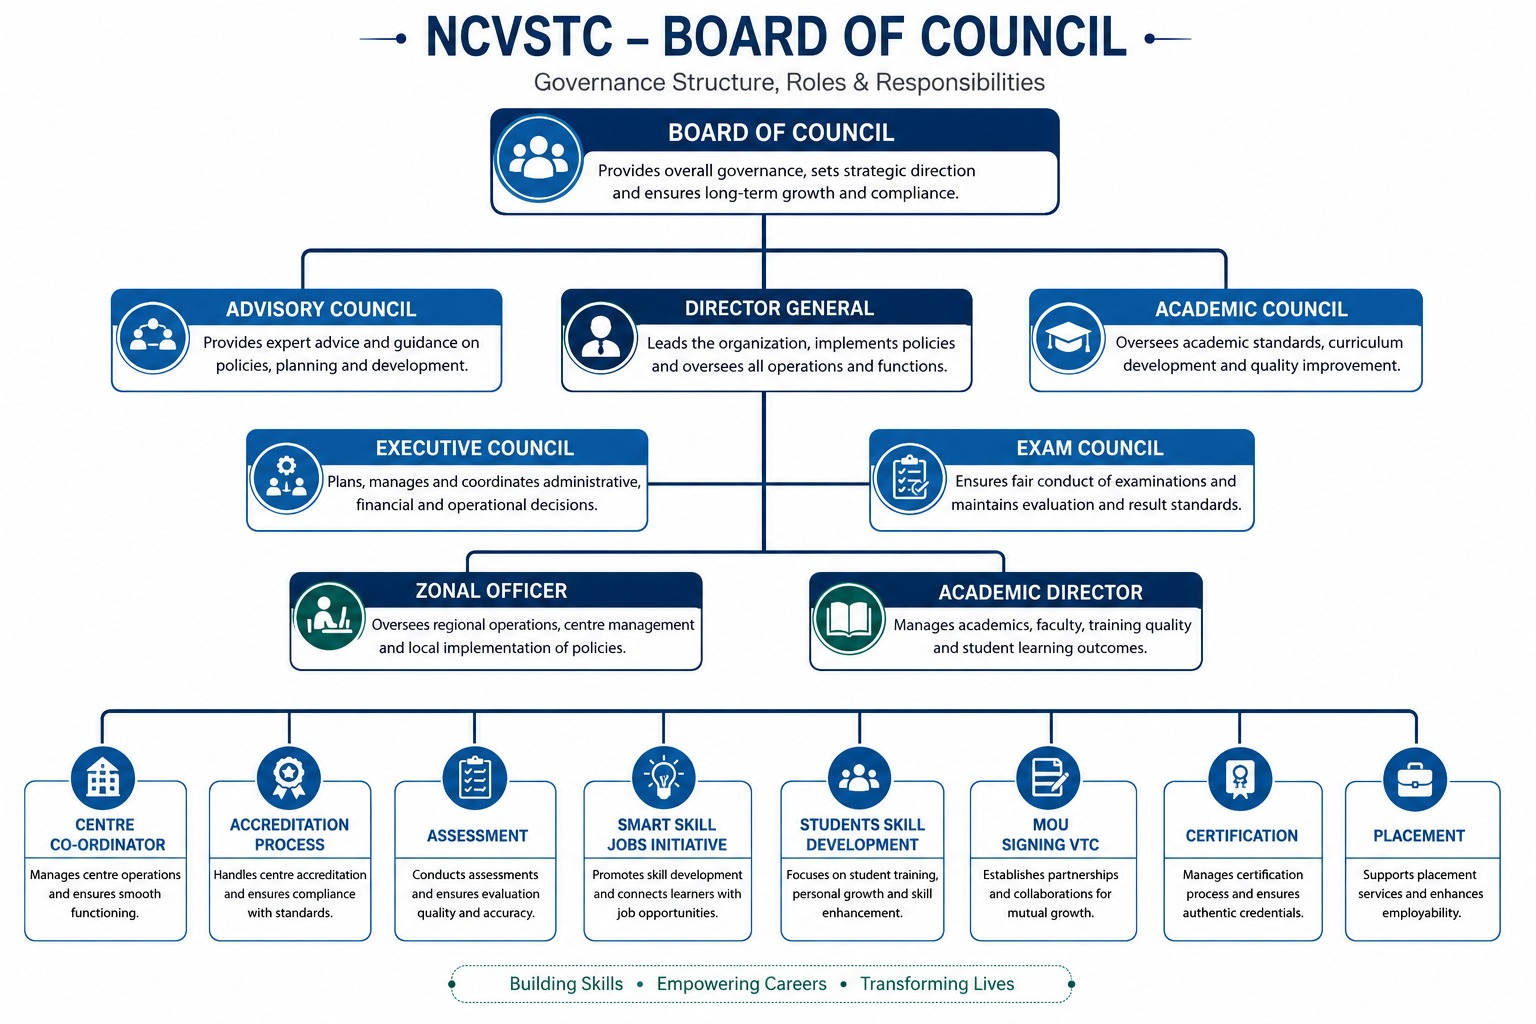 NCVSTC – BOARD OF COUNCIL
Governance Structure, Roles & Responsibilities
BOARD OF COUNCIL
Provides overall governance, sets strategic direction
and ensures long-term growth and compliance.
ADVISORY COUNCIL
Provides expert advice and guidance on
policies, planning and development.
DIRECTOR GENERAL
Leads the organization, implements policies
and oversees all operations and functions.
ACADEMIC COUNCIL
Oversees academic standards, curriculum
development and quality improvement.
EXECUTIVE COUNCIL
Plans, manages and coordinates administrative,
financial and operational decisions.
EXAM COUNCIL
Ensures fair conduct of examinations and
maintains evaluation and result standards.
ZONAL OFFICER
Oversees regional operations, centre management
and local implementation of policies.
ACADEMIC DIRECTOR
Manages academics, faculty, training quality
and student learning outcomes.
CENTRE
CO-ORDINATOR
Manages centre operations
and ensures smooth
functioning.
ACCREDITATION
PROCESS
Handles centre accreditation
and ensures compliance
with standards.
ASSESSMENT
Conducts assessments
and ensures evaluation
quality and accuracy.
SMART SKILL
JOBS INITIATIVE
Promotes skill development
and connects learners with
job opportunities.
STUDENTS SKILL
DEVELOPMENT
Focuses on student training,
personal growth and skill
enhancement.
MOU
SIGNING VTC
Establishes partnerships
and collaborations for
mutual growth.
CERTIFICATION
Manages certification
process and ensures
authentic credentials.
PLACEMENT
Supports placement
services and enhances
employability.
Building Skills • Empowering Careers • Transforming Lives